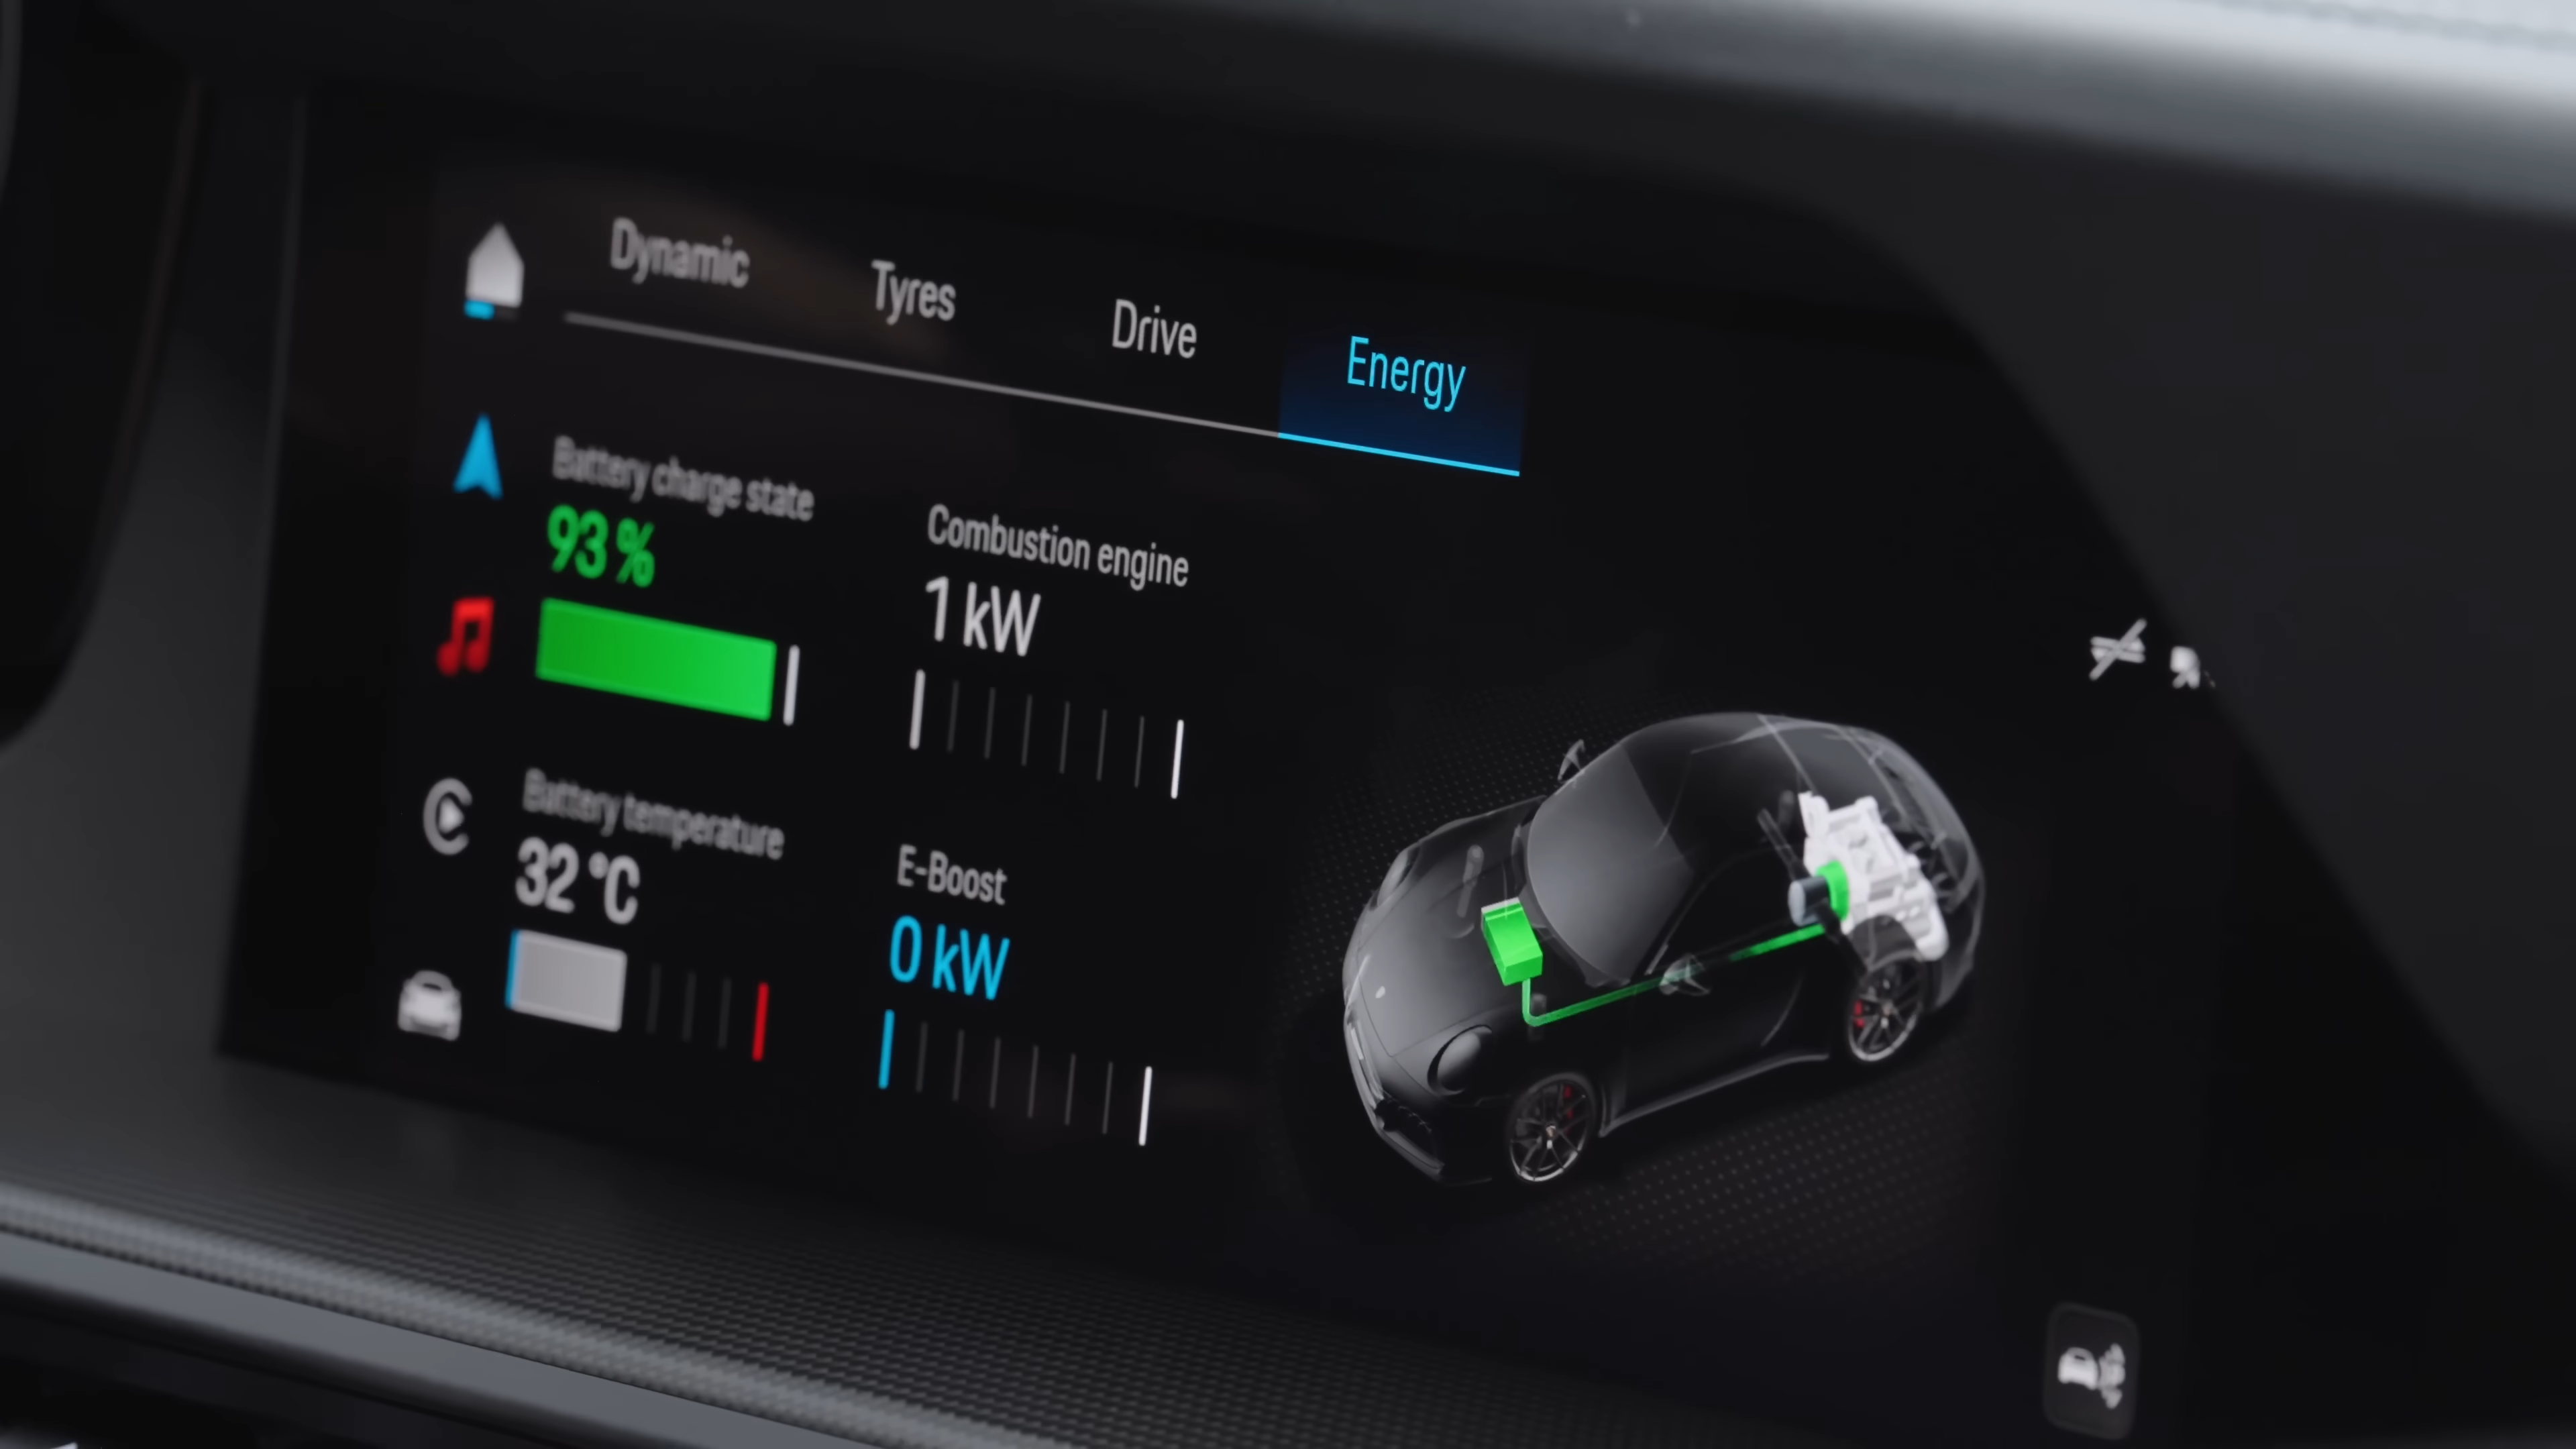 Dynamic
Tyres
Drive
Energy
Battery charge state
93 %
Combustion engine
1 kW
Battery temperature
32 °C
E-Boost
0 kW